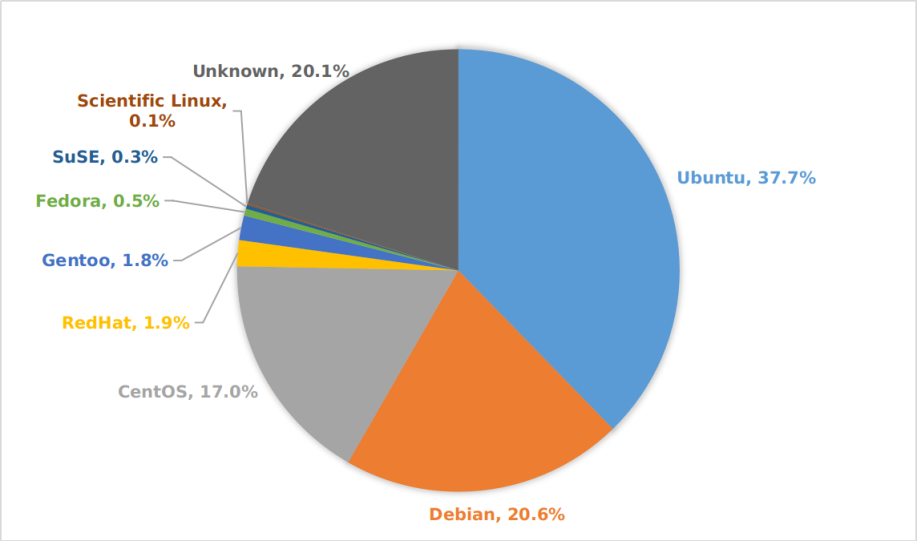 Unknown, 20.1%
Scientific Linux,
0.1%
SuSE, 0.3%
Ubuntu, 37.7%
Fedora, 0.5%
Gentoo, 1.8%
RedHat, 1.9%
CentOS, 17.0%
Debian, 20.6%